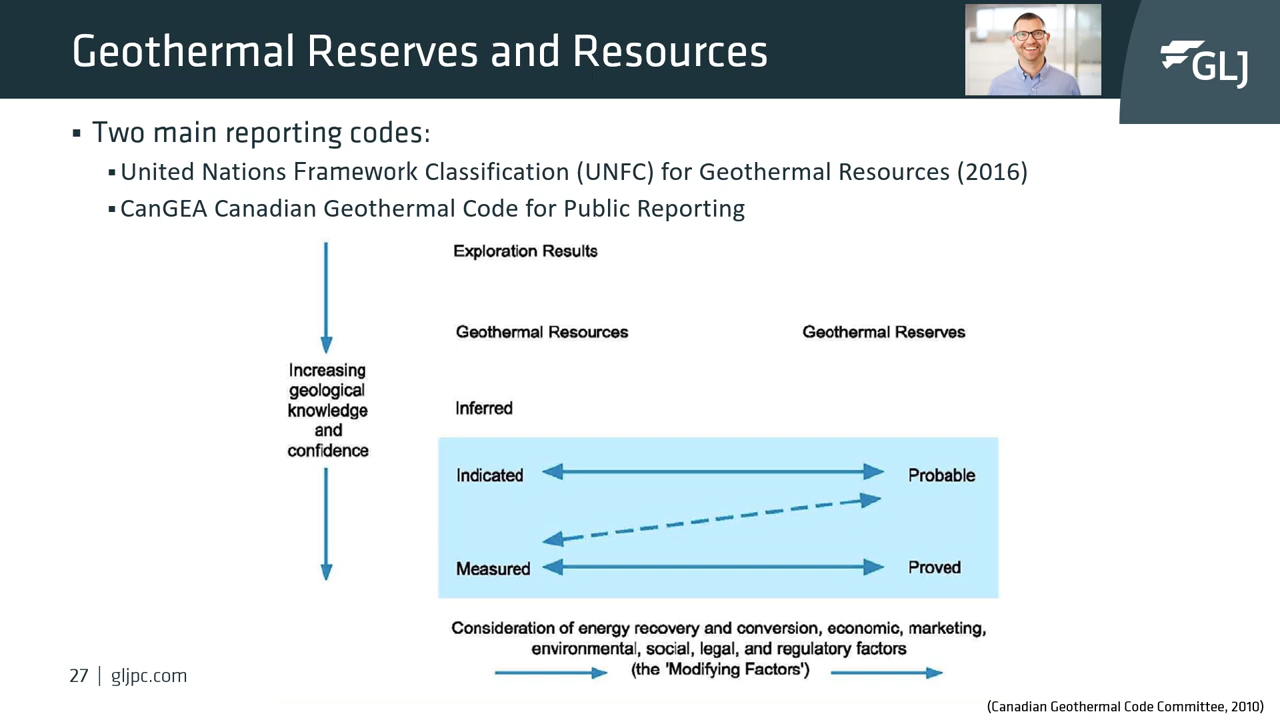 Geothermal Reserves and Resources
GLJ
▪ Two main reporting codes:
▪ United Nations Framework Classification (UNFC) for Geothermal Resources (2016)
▪ CanGEA Canadian Geothermal Code for Public Reporting
Exploration Results
Geothermal Resources Geothermal Reserves
Increasing
geological
knowledge
and
confidence
Inferred
Indicated Probable
Measured Proved
Consideration of energy recovery and conversion, economic, marketing,
environmental, social, legal, and regulatory factors
(the 'Modifying Factors')
27 | gljpc.com
(Canadian Geothermal Code Committee, 2010)